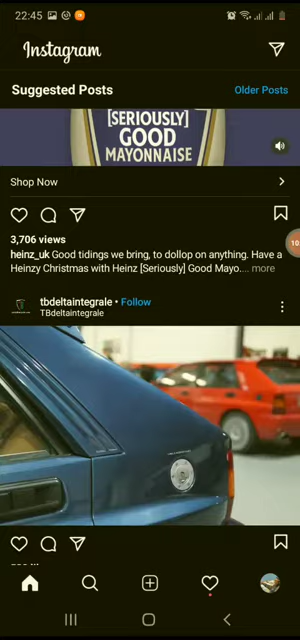 22:45
Instagram
Suggested Posts
Older Posts
[SERIOUSLY]
GOOD
MAYONNAISE
Shop Now
3,706 views
heinz_uk Good tidings we bring, to dollop on anything. Have a
Heinzy Christmas with Heinz [Seriously] Good Mayo.... more
10
tbdeltaintegrale • Follow
TBdeltaintegrale